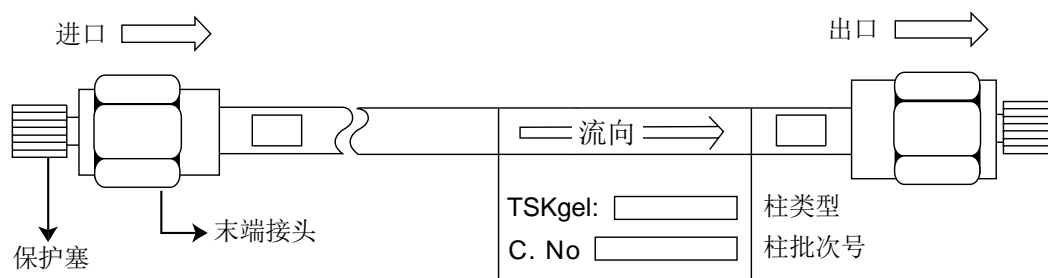 进口
出口
流向
TSKgel:
柱类型
C. No
柱批次号
末端接头
保护塞